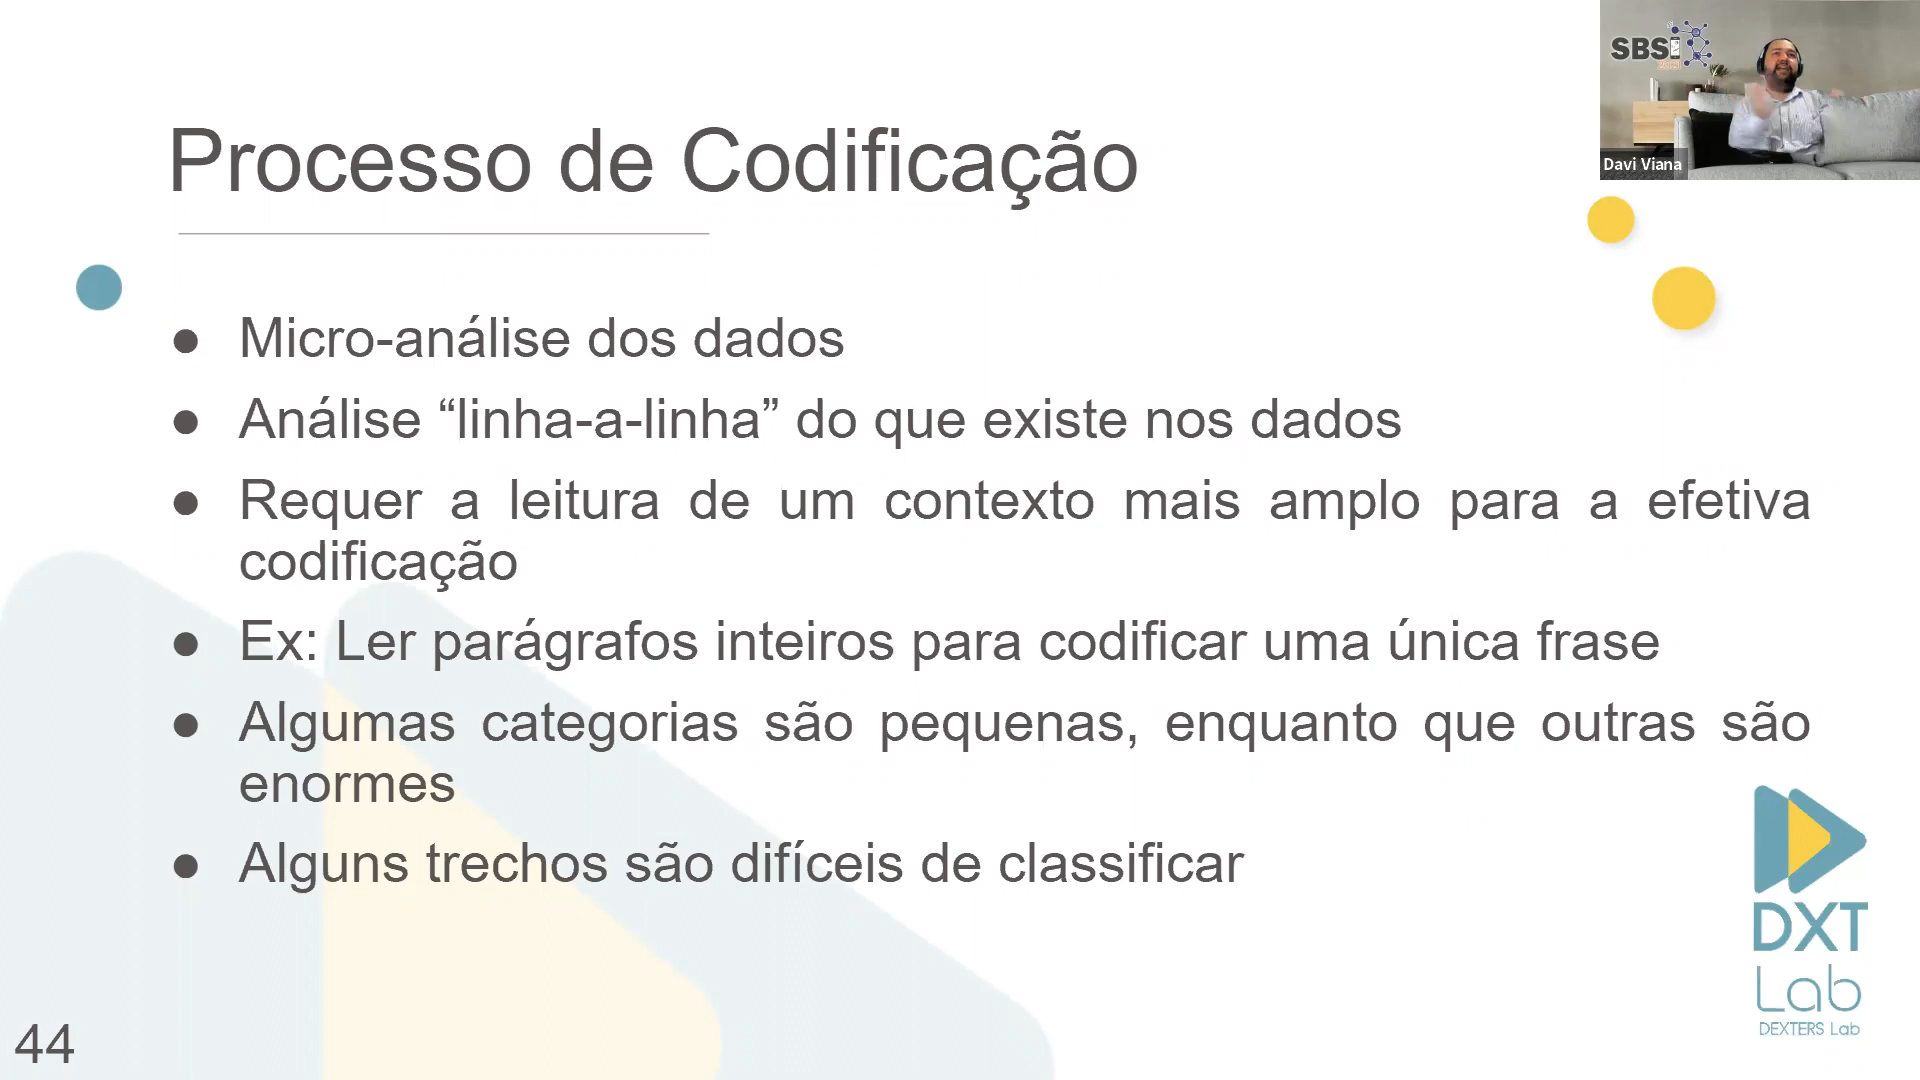 SBSI
Davi Viana
Processo de Codificação
● Micro-análise dos dados
● Análise “linha-a-linha” do que existe nos dados
● Requer a leitura de um contexto mais amplo para a efetiva
codificação
● Ex: Ler parágrafos inteiros para codificar uma única frase
● Algumas categorias são pequenas, enquanto que outras são
enormes
● Alguns trechos são difíceis de classificar
DXT
Lab
DEXTERS Lab
44